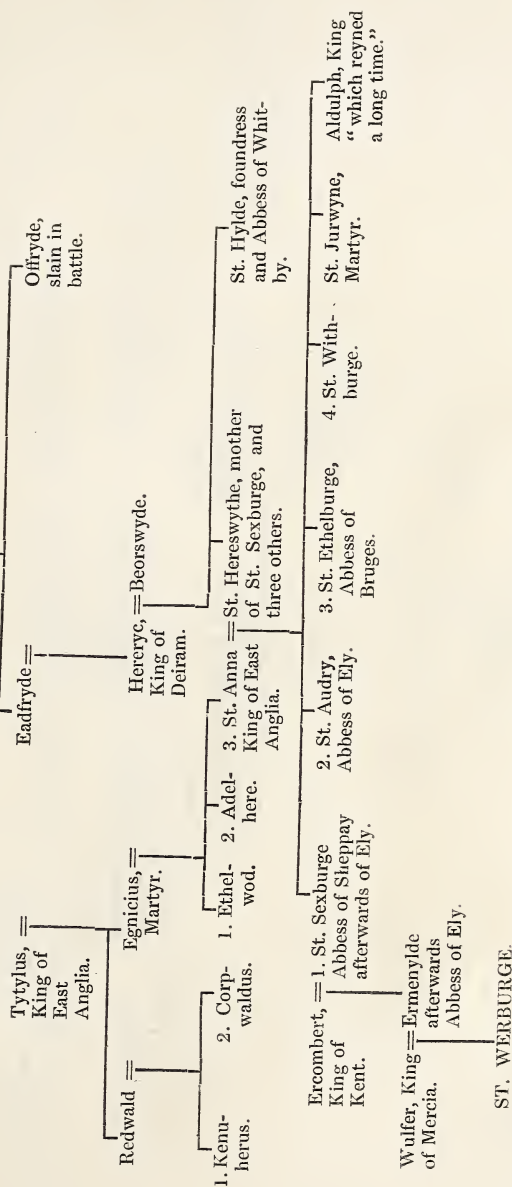 Tytylus, =
King of
East
Anglia.
Eadfryde =
Offryde,
slain in
battle.
Redwald =
Egnicius, =
Martyr.
Hereryc, = Beorswyde.
King of
Deiram.
1. Kenu-
herus.
2. Corp-
waldus.
1. Ethel-
wod.
2. Adel-
here.
3. St. Anna = St. Hereswythe, mother
King of East
Anglia.
of St. Sexburge, and
three others.
St. Hylde, foundress
and Abbess of Whit-
by.
Ercombert, = 1. St. Sexburge
King of
Kent.
Abbess of Sheppay
afterwards of Ely.
2. St. Audry,
Abbess of Ely.
3. St. Ethelburge,
Abbess of
Bruges.
4. St. With-
burge.
St. Jurwyne,
Martyr.
Aldulph, King
“ which reyned
a long time.”
Wulfer, King = Ermenylde
of Mercia.
afterwards
Abbess of Ely.
ST. WERBURGE.